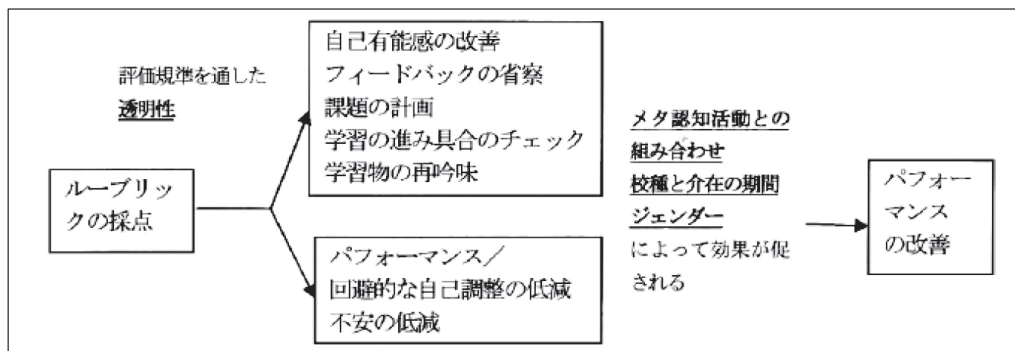 評価規準を通した
透明性
ルーブリッ
クの採点
自己有能感の改善
フィードバックの省察
課題の計画
学習の進み具合のチェック
学習物の再吟味
パフォーマンス／
回避的な自己調整の低減
不安の低減
メタ認知活動との
組み合わせ
校種と介在の期間
ジェンダー
によって効果が促
される
パフォー
マンス
の改善